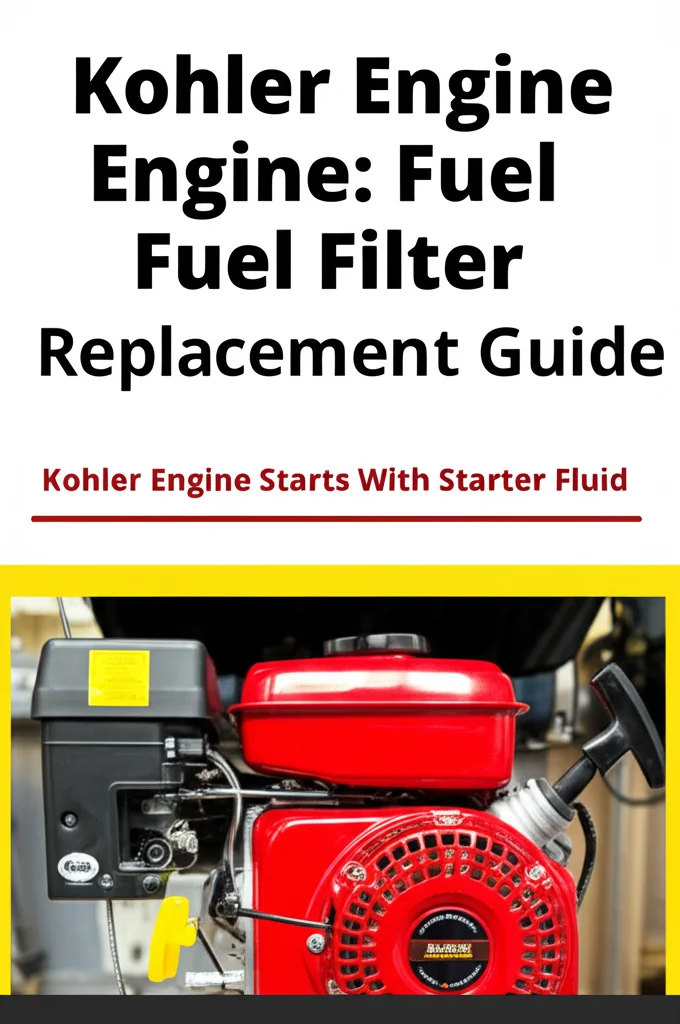 Kohler Engine
Engine: Fuel
Fuel Filter
Replacement Guide
Kohler Engine Starts With Starter Fluid